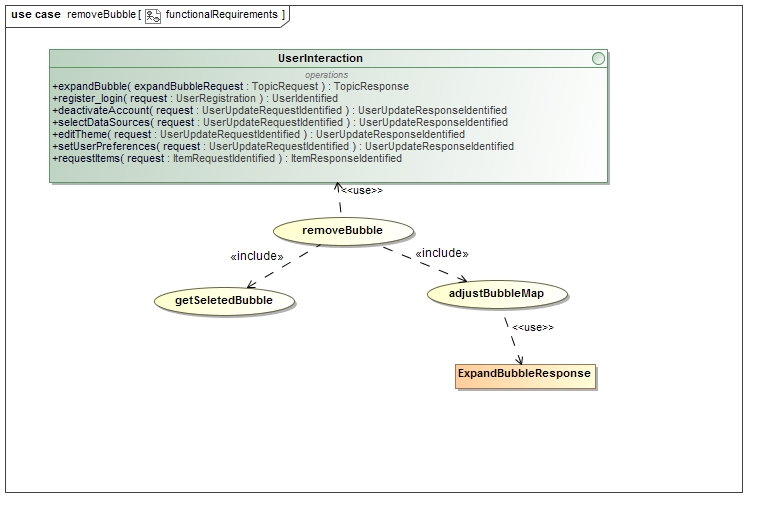 use case removeBubble [ functionalRequirements ]
UserInteraction
operations
+expandBubble( expandBubbleRequest : TopicRequest ) : TopicResponse
+register_login( request : UserRegistration ) : UserIdentified
+deactivateAccount( request : UserUpdateRequestIdentified ) : UserUpdateResponseIdentified
+selectDataSources( request : UserUpdateRequestIdentified ) : UserUpdateResponseIdentified
+editTheme( request : UserUpdateRequestIdentified ) : UserUpdateResponseIdentified
+setUserPreferences( request : UserUpdateRequestIdentified ) : UserUpdateResponseIdentified
+requestItems( request : ItemRequestIdentified ) : ItemResponseIdentified
<<use>>
removeBubble
«include» «include»
getSeletedBubble
adjustBubbleMap
<<use>>
ExpandBubbleResponse